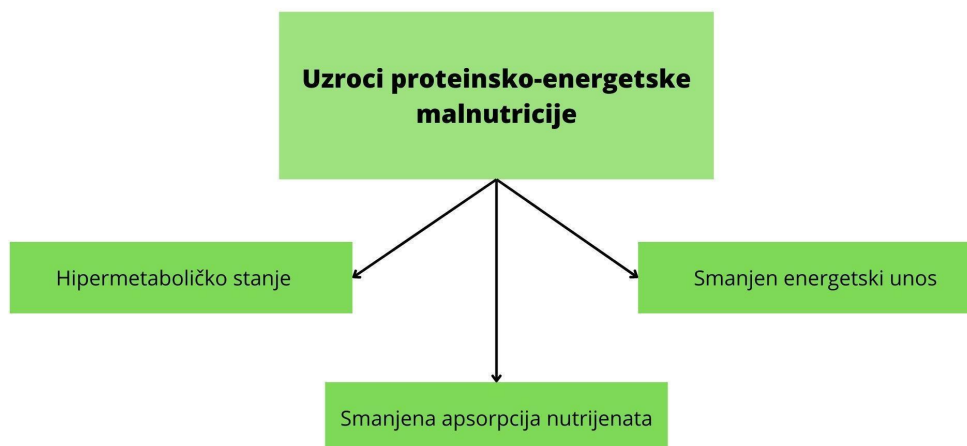 Uzroci proteinsko-energetske
malnutricije
Hipermetaboličko stanje
Smanjen energetski unos
Smanjena apsorpcija nutrijenata